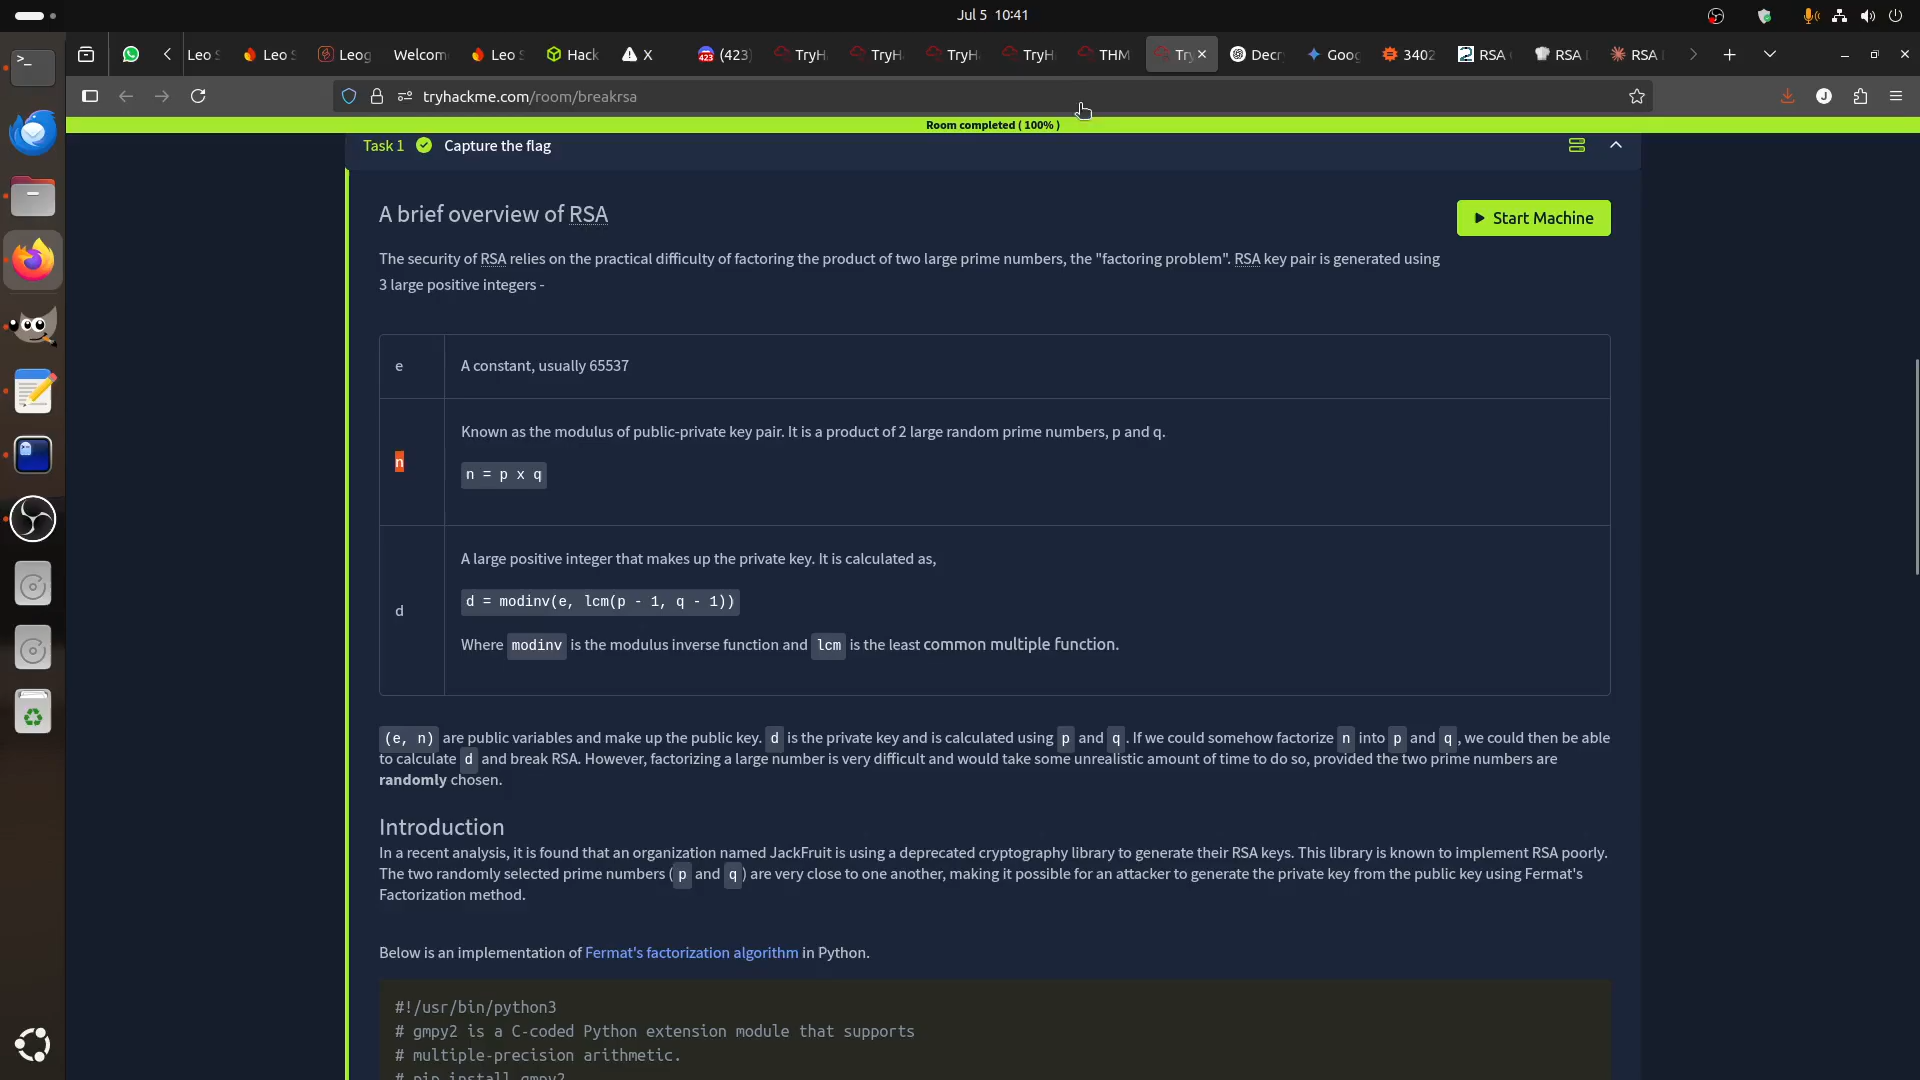 Jul 5 10:41
Leo S
Leo S
Leog
Welcom
Leo S
Hack
X
(423)
TryH
TryH
TryH
TryH
THM
Try
Decry
Goog
3402
RSA
RSA
RSA
tryhackme.com/room/breakrsa
J
Room completed ( 100% )
Task 1 Capture the flag
A brief overview of RSA
Start Machine
The security of RSA relies on the practical difficulty of factoring the product of two large prime numbers, the "factoring problem". RSA key pair is generated using
3 large positive integers -
e
A constant, usually 65537
Known as the modulus of public-private key pair. It is a product of 2 large random prime numbers, p and q.
n
n = p x q
A large positive integer that makes up the private key. It is calculated as,
d = modinv(e, lcm(p - 1, q - 1))
d
Where modinv is the modulus inverse function and lcm is the least common multiple function.
(e, n) are public variables and make up the public key. d is the private key and is calculated using p and q. If we could somehow factorize n into p and q, we could then be able
to calculate d and break RSA. However, factorizing a large number is very difficult and would take some unrealistic amount of time to do so, provided the two prime numbers are
randomly chosen.
Introduction
In a recent analysis, it is found that an organization named JackFruit is using a deprecated cryptography library to generate their RSA keys. This library is known to implement RSA poorly.
The two randomly selected prime numbers ( p and q ) are very close to one another, making it possible for an attacker to generate the private key from the public key using Fermat's
Factorization method.
Below is an implementation of Fermat's factorization algorithm in Python.
#!/usr/bin/python3
# gmpy2 is a C-coded Python extension module that supports
# multiple-precision arithmetic.
# pip install gmpy2